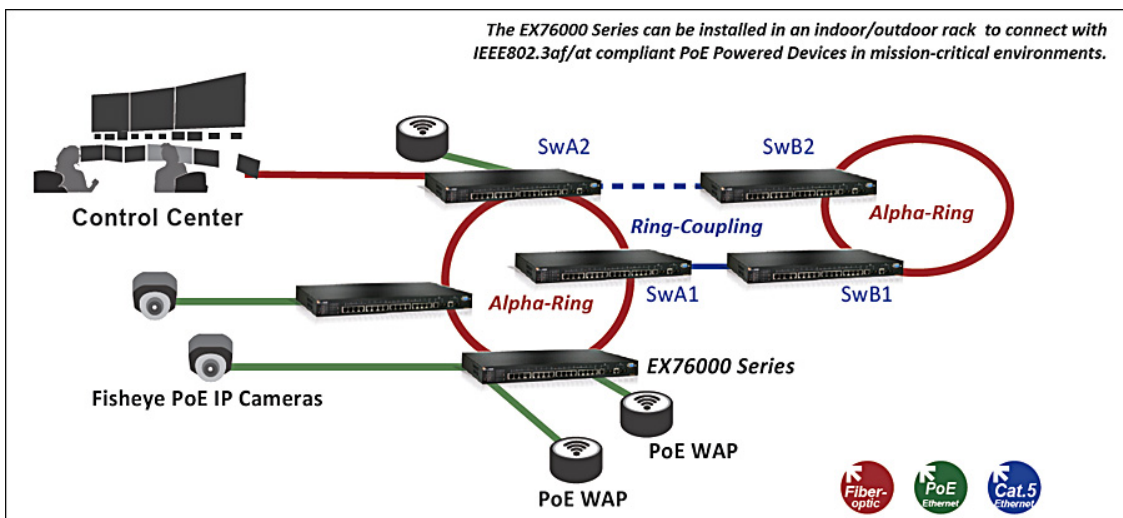 The EX76000 Series can be installed in an indoor/outdoor rack to connect with
IEEE802.3af/at compliant PoE Powered Devices in mission-critical environments.
SwA2
SwB2
Control Center
Ring-Coupling
Alpha-Ring
Alpha-Ring
SwA1
SwB1
EX76000 Series
Fisheye PoE IP Cameras
PoE WAP
PoE WAP
Fiber-
optic
PoE
Ethernet
Cat.5
Ethernet